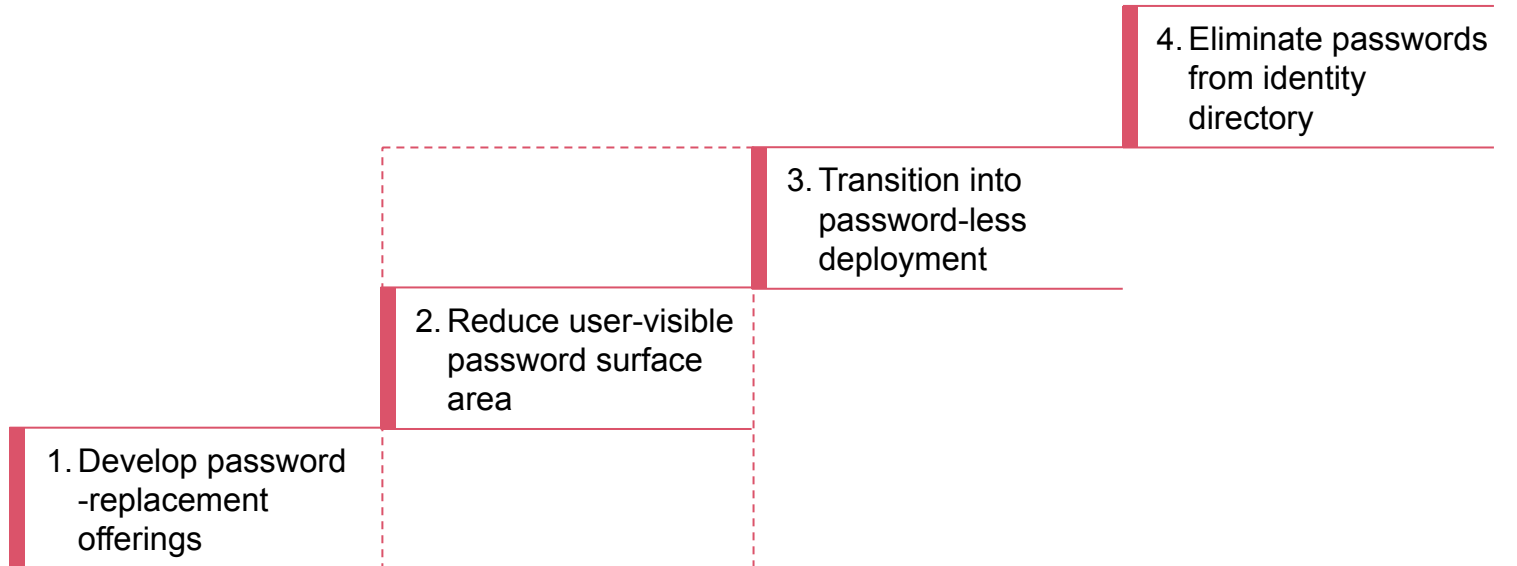 1. Develop password
-replacement
offerings
2. Reduce user-visible
password surface
area
3. Transition into
password-less
deployment
4. Eliminate passwords
from identity
directory